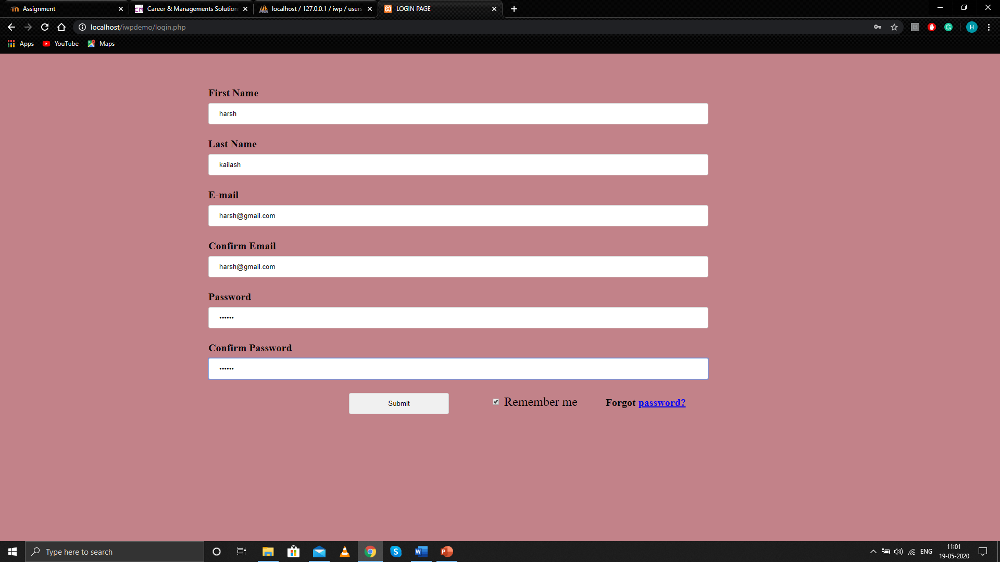 Assignment
CM Career & Managements Solution
localhost / 127.0.0.1 / iwp / users
LOGIN PAGE
localhost/iwpdemo/login.php
H
Apps
YouTube
Maps
First Name
harsh
Last Name
kailash
E-mail
harsh@gmail.com
Confirm Email
harsh@gmail.com
Password
••••••
Confirm Password
••••••
Submit
Remember me
Forgot password?
Type here to search
ENG
11:01
19-05-2020